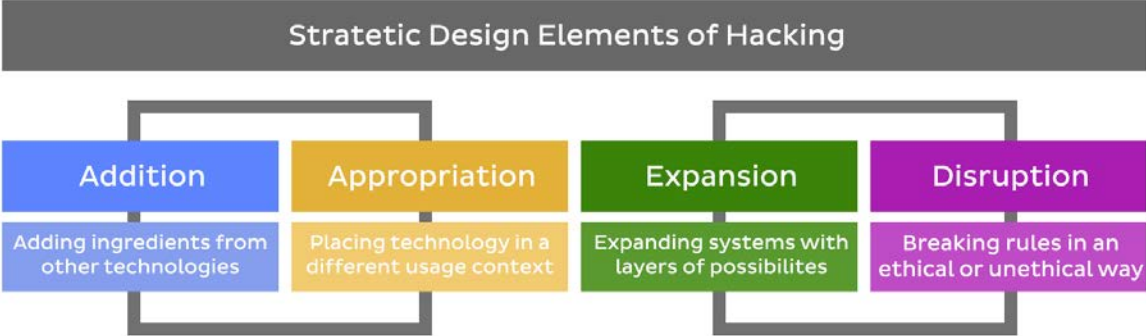 Stratetic Design Elements of Hacking
Addition
Adding ingredients from
other technologies
Appropriation
Placing technology in a
different usage context
Expansion
Expanding systems with
layers of possibilites
Disruption
Breaking rules in an
ethical or unethical way